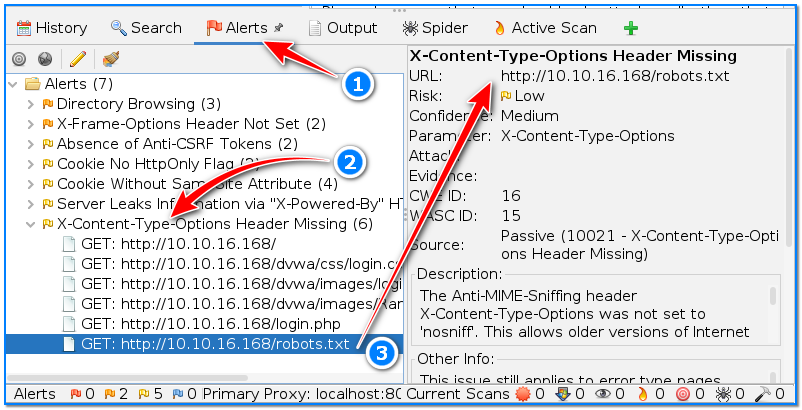 History Search Alerts Output Spider Active Scan
1
Alerts (7)
Directory Browsing (3)
X-Frame-Options Header Not Set (2)
Absence of Anti-CSRF Tokens (2)
Cookie No HttpOnly Flag (2)
2
Cookie Without SameSite Attribute (4)
Server Leaks Information via "X-Powered-By" HT
X-Content-Type-Options Header Missing (6)
GET: http://10.10.16.168/
GET: http://10.10.16.168/dvwa/css/login.c
GET: http://10.10.16.168/dvwa/images/logi
GET: http://10.10.16.168/dvwa/images/Ran
GET: http://10.10.16.168/login.php
GET: http://10.10.16.168/robots.txt
3
X-Content-Type-Options Header Missing
URL: http://10.10.16.168/robots.txt
Risk: Low
Confidence: Medium
Parameter: X-Content-Type-Options
Attack:
Evidence:
CWE ID: 16
WASC ID: 15
Source: Passive (10021 - X-Content-Type-Opti
ons Header Missing)
Description:
The Anti-MIME-Sniffing header
X-Content-Type-Options was not set to
'nosniff'. This allows older versions of Internet
Other Info:
This issue still applies to error type pages
Alerts 0 2 5 0 Primary Proxy: localhost:80 Current Scans 0 0 0 0 0 0 0